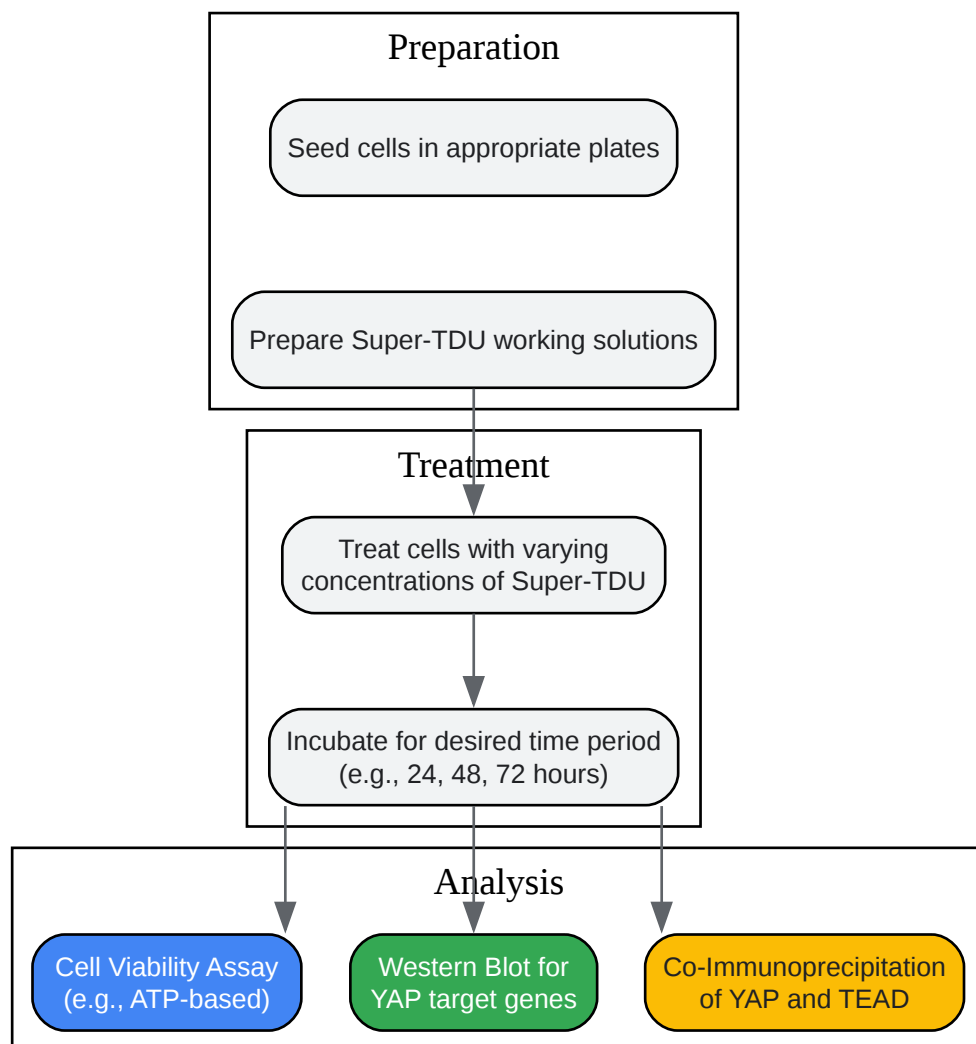 Preparation
Seed cells in appropriate plates
Prepare Super-TDU working solutions
Treatment
Treat cells with varying
concentrations of Super-TDU
Incubate for desired time period
(e.g., 24, 48, 72 hours)
Analysis
Cell Viability Assay
(e.g., ATP-based)
Western Blot for
YAP target genes
Co-Immunoprecipitation
of YAP and TEAD